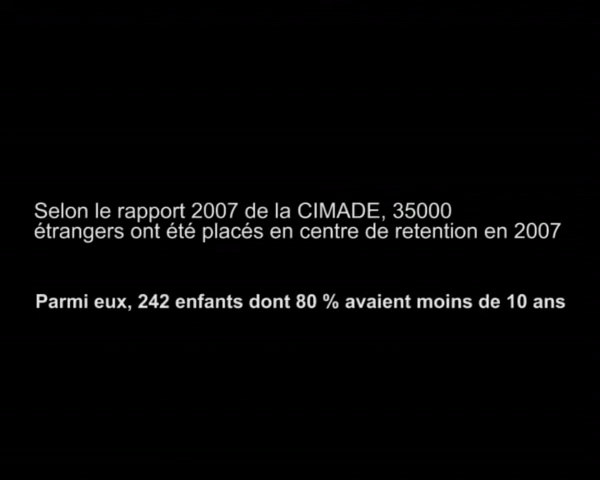 Selon le rapport 2007 de la CIMADE, 35000
étrangers ont été placés en centre de retention en 2007
Parmi eux, 242 enfants dont 80 % avaient moins de 10 ans